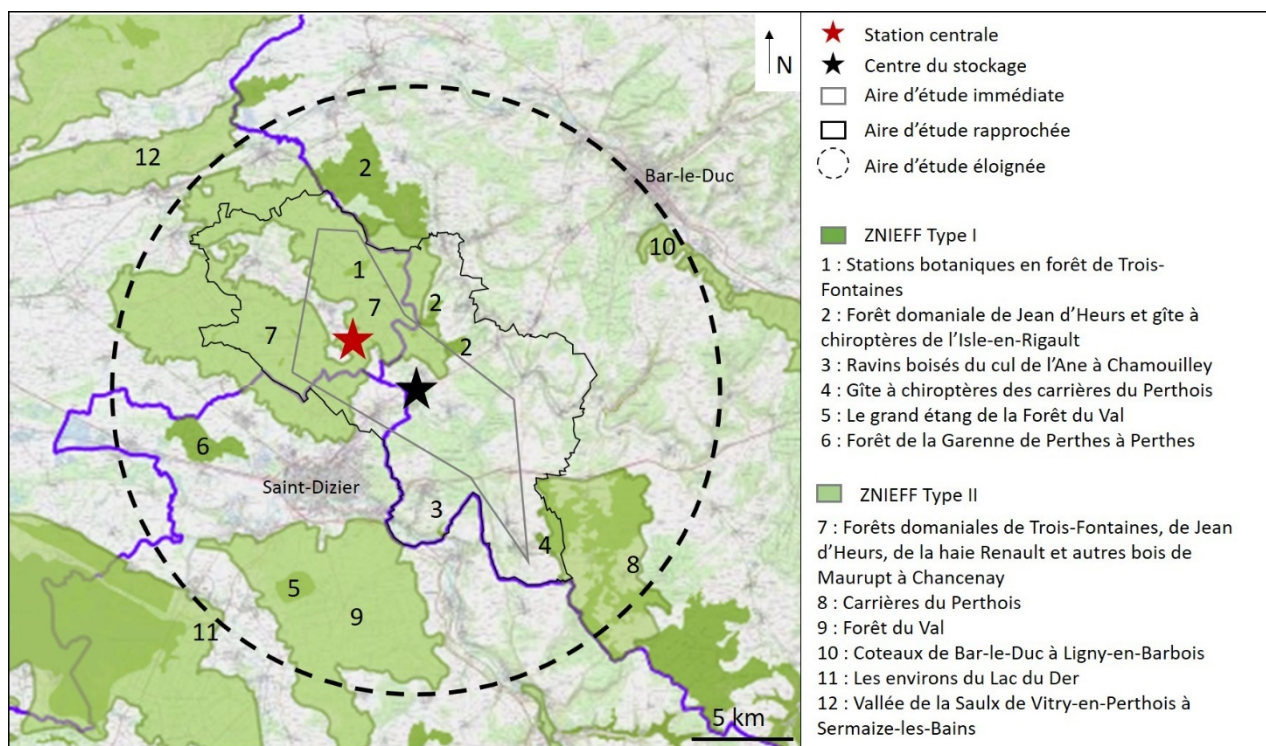 N
12
2
Bar-le-Duc
10
1
7
2
7
2
6
Saint-Dizier
3
4
5
8
9
11
5 km
Station centrale
Centre du stockage
Aire d'étude immédiate
Aire d'étude rapprochée
Aire d'étude éloignée
ZNIEFF Type I
1 : Stations botaniques en forêt de Trois-
Fontaines
2 : Forêt domaniale de Jean d'Heurs et gîte à
chiroptères de l'Isle-en-Rigault
3 : Ravins boisés du cul de l'Ane à Chamouilley
4 : Gîte à chiroptères des carrières du Perthois
5 : Le grand étang de la Forêt du Val
6 : Forêt de la Garenne de Perthes à Perthes
ZNIEFF Type II
7 : Forêts domaniales de Trois-Fontaines, de Jean
d'Heurs, de la haie Renault et autres bois de
Maurupt à Chancenay
8 : Carrières du Perthois
9 : Forêt du Val
10 : Coteaux de Bar-le-Duc à Ligny-en-Barbois
11 : Les environs du Lac du Der
12 : Vallée de la Saulx de Vitry-en-Perthois à
Sermaize-les-Bains